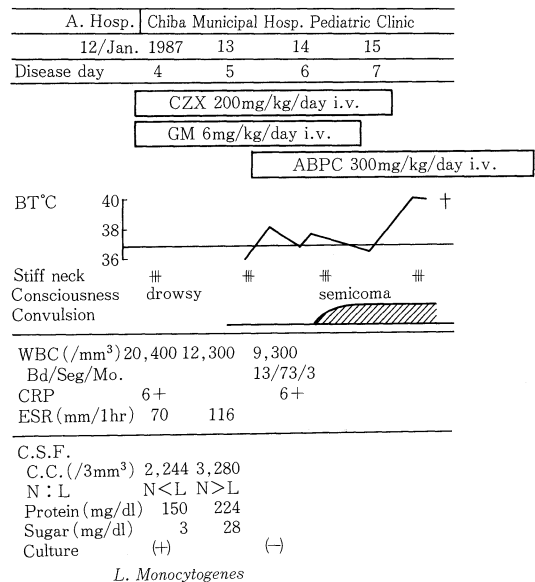 A. Hosp. Chiba Municipal Hosp. Pediatric Clinic
12/Jan. 1987 13 14 15
Disease day 4 5 6 7
CZX 200mg/kg/day i.v.
GM 6mg/kg/day i.v.
ABPC 300mg/kg/day i.v.
BT°C 40 †
38
36
Stiff neck ⧻ ⧻ ⧻ ⧻
Consciousness drowsy semicoma
Convulsion
WBC (/mm³) 20,400 12,300 9,300
Bd/Seg/Mo. 13/73/3
CRP 6+ 6+
ESR (mm/1hr) 70 116
C.S.F.
C.C. (/3mm³) 2,244 3,280
N : L N<L N>L
Protein (mg/dl) 150 224
Sugar (mg/dl) 3 28
Culture (+) (−)
L. Monocytogenes